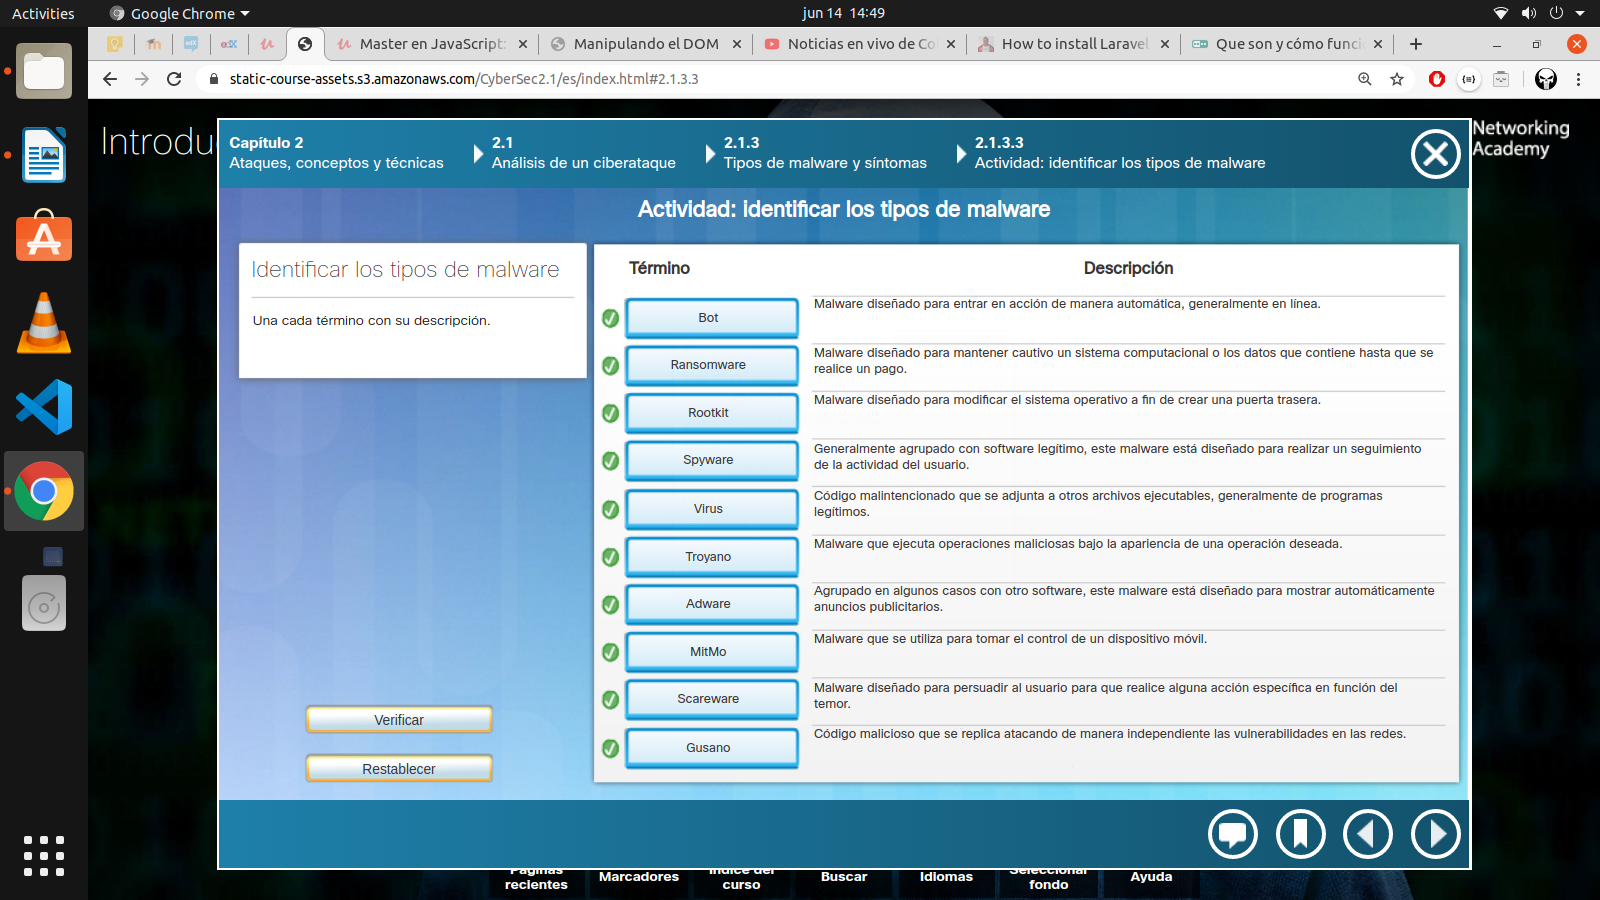 Activities
Google Chrome
jun 14 14:49
Master en JavaScript:
Manipulando el DOM
Noticias en vivo de Co
How to install Laravel
Que son y cómo funci
static-course-assets.s3.amazonaws.com/CyberSec2.1/es/index.html#2.1.3.3
Introdu
Networking
Academy
Capítulo 2
Ataques, conceptos y técnicas
2.1
Análisis de un ciberataque
2.1.3
Tipos de malware y síntomas
2.1.3.3
Actividad: identificar los tipos de malware
Actividad: identificar los tipos de malware
Identificar los tipos de malware
Una cada término con su descripción.
Término
Descripción
Bot
Malware diseñado para entrar en acción de manera automática, generalmente en línea.
Ransomware
Malware diseñado para mantener cautivo un sistema computacional o los datos que contiene hasta que se
realice un pago.
Rootkit
Malware diseñado para modificar el sistema operativo a fin de crear una puerta trasera.
Spyware
Generalmente agrupado con software legítimo, este malware está diseñado para realizar un seguimiento
de la actividad del usuario.
Virus
Código malintencionado que se adjunta a otros archivos ejecutables, generalmente de programas
legítimos.
Troyano
Malware que ejecuta operaciones maliciosas bajo la apariencia de una operación deseada.
Adware
Agrupado en algunos casos con otro software, este malware está diseñado para mostrar automáticamente
anuncios publicitarios.
MitMo
Malware que se utiliza para tomar el control de un dispositivo móvil.
Scareware
Malware diseñado para persuadir al usuario para que realice alguna acción específica en función del
temor.
Gusano
Código malicioso que se replica atacando de manera independiente las vulnerabilidades en las redes.
Verificar
Restablecer
Páginas
recientes
Marcadores
Índice del
curso
Buscar
Idiomas
Seleccionar
fondo
Ayuda